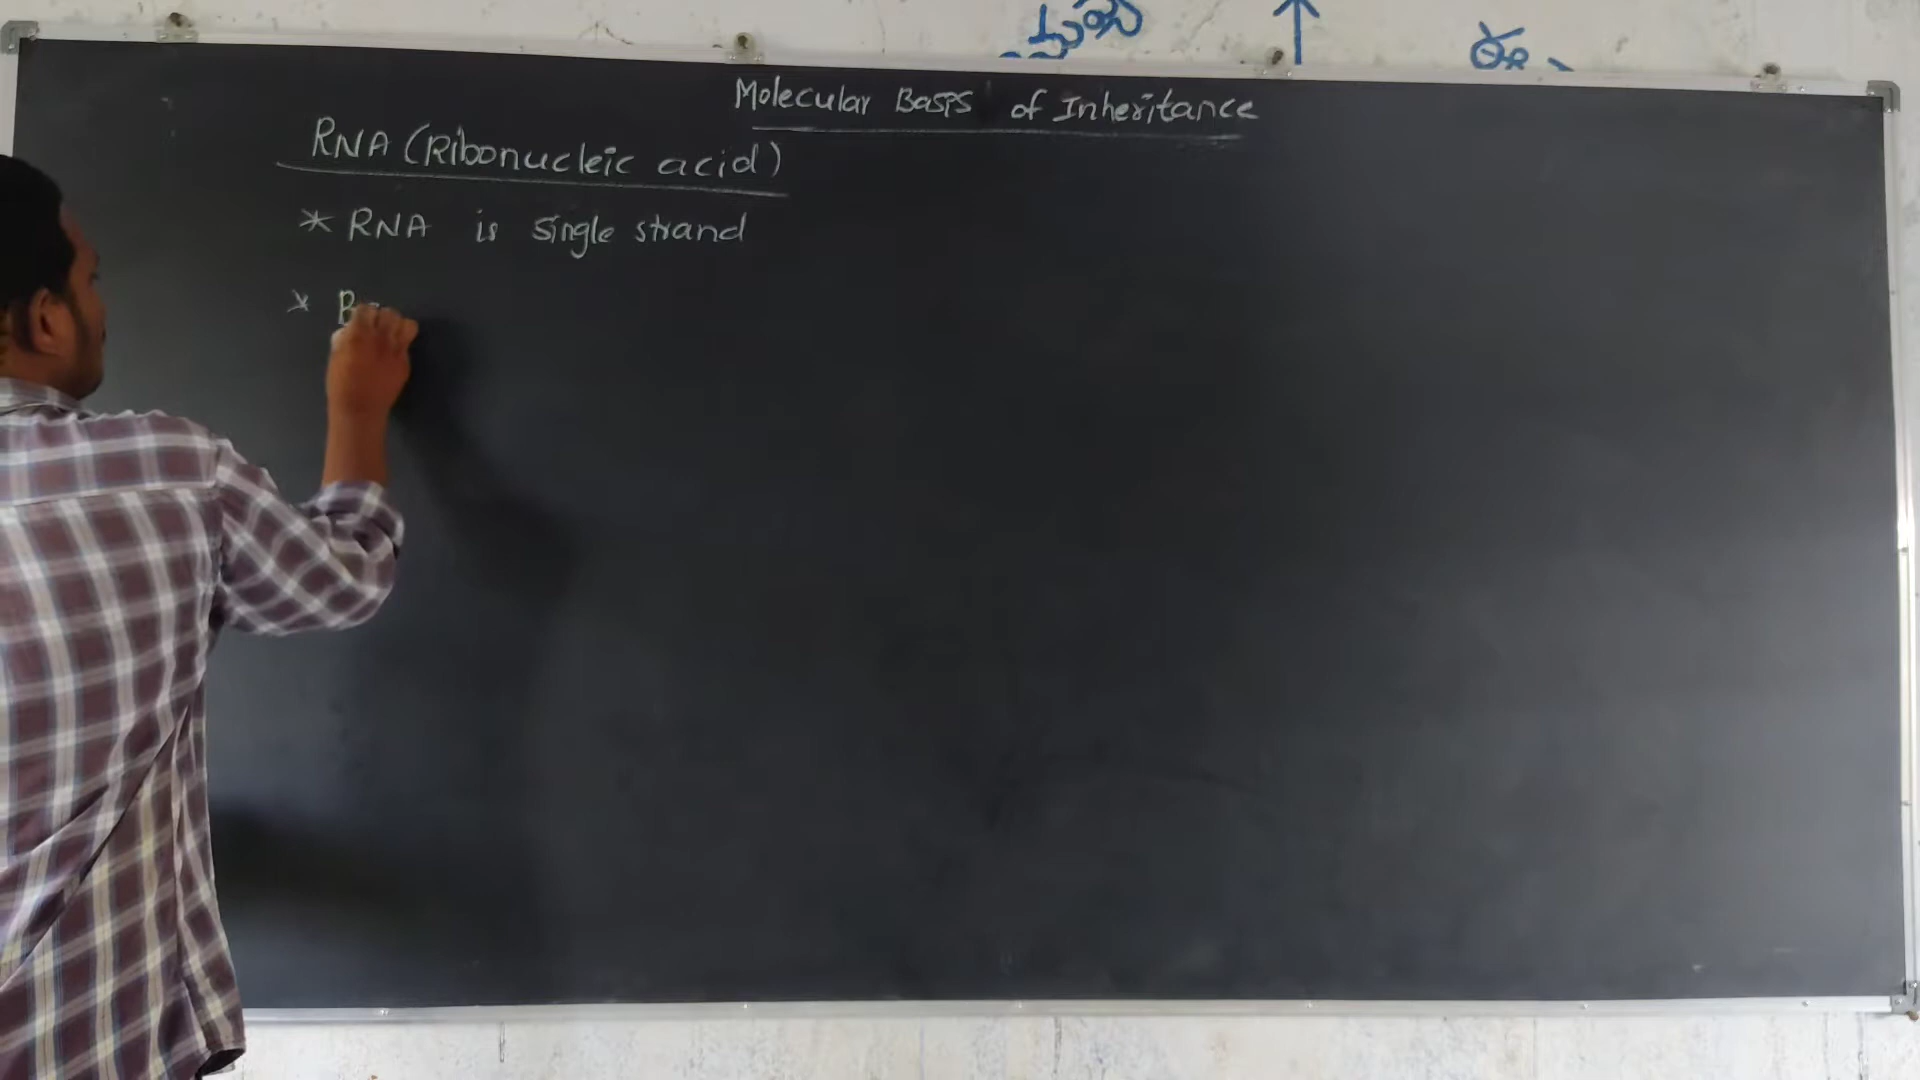 Molecular Basis of Inheritance
RNA (Ribonucleic acid)
* RNA is single strand
*